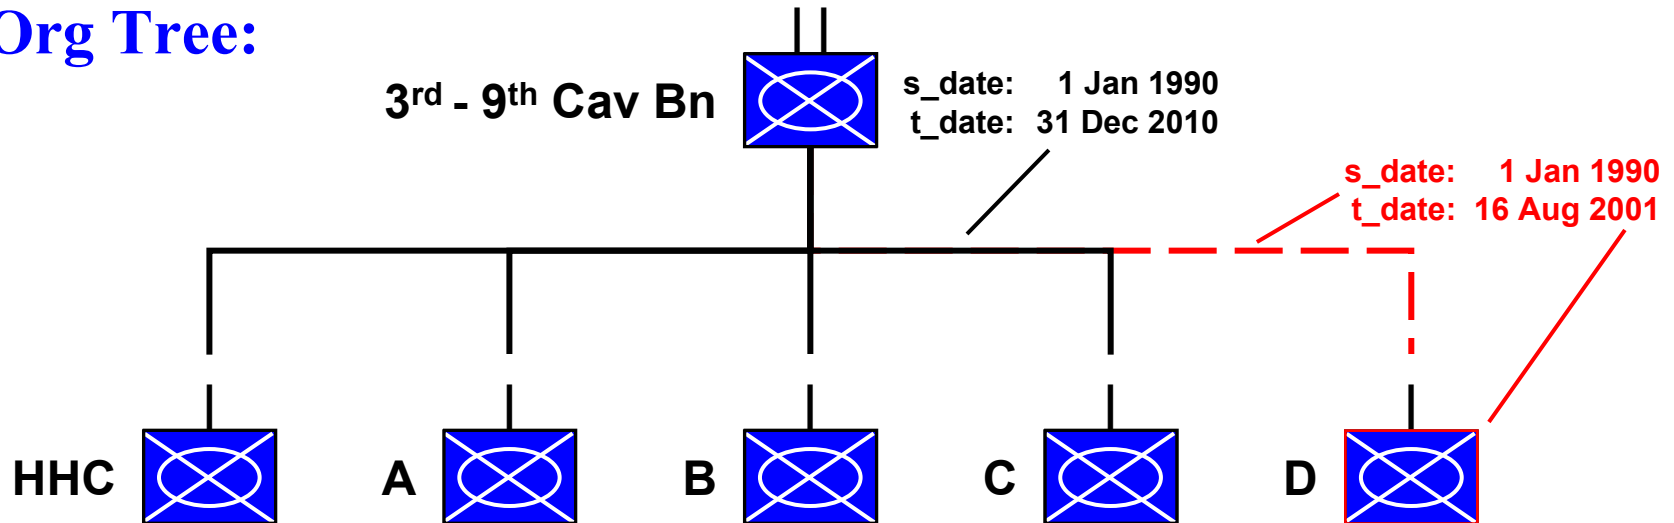 Org Tree:
3rd - 9th Cav Bn
s_date: 1 Jan 1990
t_date: 31 Dec 2010
s_date: 1 Jan 1990
t_date: 16 Aug 2001
HHC
A
B
C
D